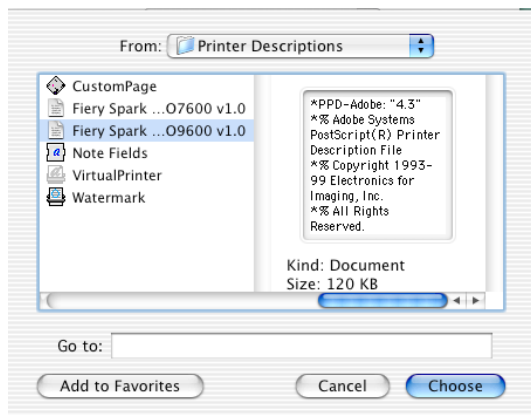 From: Printer Descriptions
CustomPage
Fiery Spark ...O7600 v1.0
Fiery Spark ...O9600 v1.0
Note Fields
VirtualPrinter
Watermark
*PPD-Adobe: "4.3"
*% Adobe Systems
PostScript(R) Printer
Description File
*% Copyright 1993-
99 Electronics for
Imaging, Inc.
*% All Rights
Reserved.
Kind: Document
Size: 120 KB
Go to:
Add to Favorites
Cancel
Choose